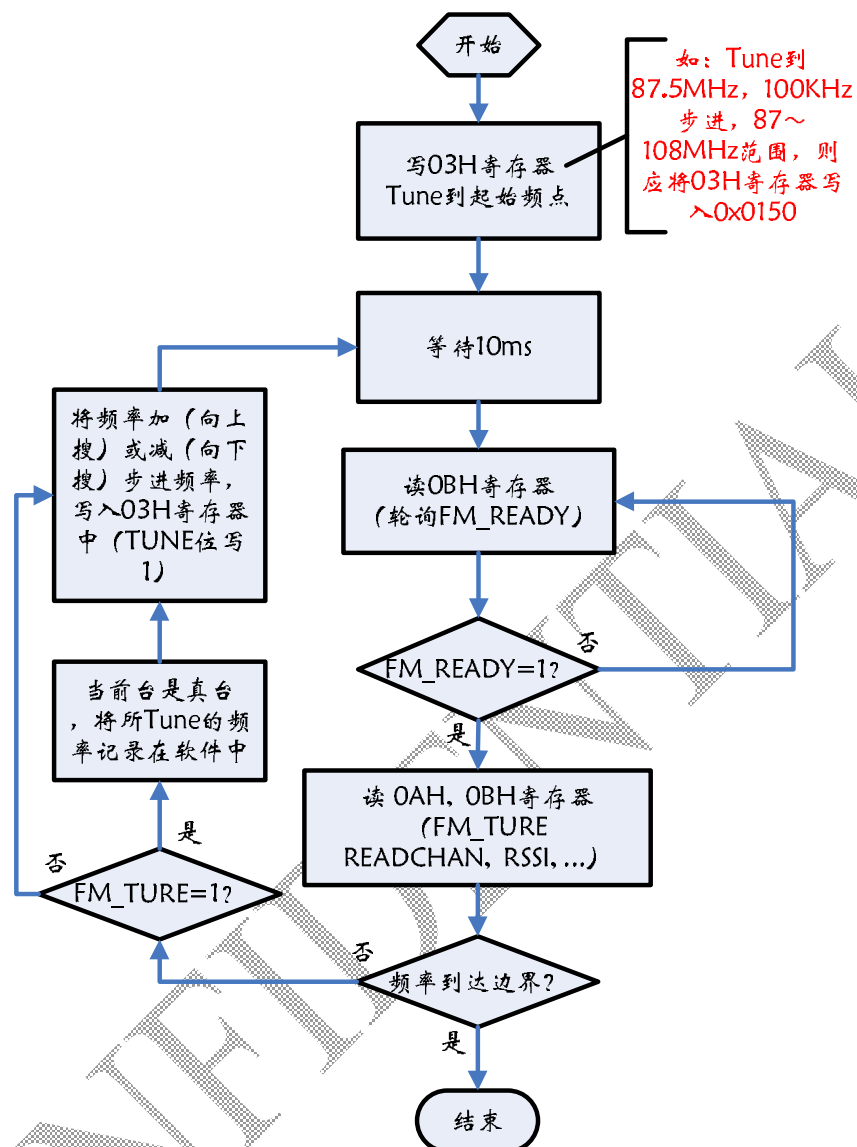 开始
如：Tune到
87.5MHz，100KHz
步进，87～
108MHz范围，则
应将03H寄存器写
入0x0150
写03H寄存器
Tune到起始频点
等待10ms
将频率加（向上
搜）或减（向下
搜）步进频率，
写入03H寄存器
中（TUNE位写
1）
读0BH寄存器
（轮询FM_READY）
否
FM_READY=1?
是
当前台是真台
，将所Tune的频
率记录在软件中
读 0AH, 0BH寄存器
（FM_TURE
READCHAN, RSSI, ...）
是
否
FM_TURE=1?
否
频率到达边界?
是
结束
NFIDENTIAL